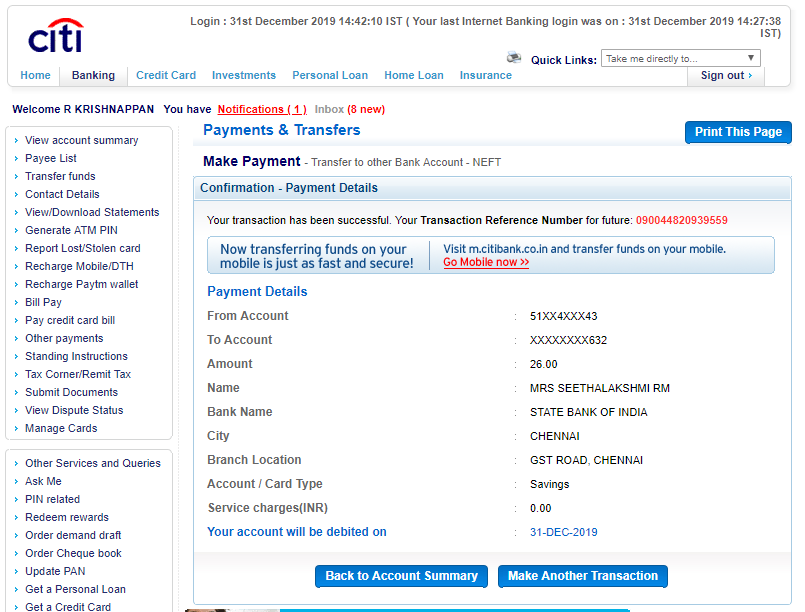 citi
Login : 31st December 2019 14:42:10 IST ( Your last Internet Banking login was on : 31st December 2019 14:27:38
IST)
Quick Links: Take me directly to...
Home Banking Credit Card Investments Personal Loan Home Loan Insurance Sign out ›
Welcome R KRISHNAPPAN You have Notifications ( 1 ) Inbox (8 new)
View account summary
Payee List
Transfer funds
Contact Details
View/Download Statements
Generate ATM PIN
Report Lost/Stolen card
Recharge Mobile/DTH
Recharge Paytm wallet
Bill Pay
Pay credit card bill
Other payments
Standing Instructions
Tax Corner/Remit Tax
Submit Documents
View Dispute Status
Manage Cards
Other Services and Queries
Ask Me
PIN related
Redeem rewards
Order demand draft
Order Cheque book
Update PAN
Get a Personal Loan
Get a Credit Card
Payments & Transfers
Print This Page
Make Payment - Transfer to other Bank Account - NEFT
Confirmation - Payment Details
Your transaction has been successful. Your Transaction Reference Number for future: 090044820939559
Now transferring funds on your
mobile is just as fast and secure!
Visit m.citibank.co.in and transfer funds on your mobile.
Go Mobile now >>
Payment Details
From Account : 51XX4XXX43
To Account : XXXXXXXX632
Amount : 26.00
Name : MRS SEETHALAKSHMI RM
Bank Name : STATE BANK OF INDIA
City : CHENNAI
Branch Location : GST ROAD, CHENNAI
Account / Card Type : Savings
Service charges(INR) : 0.00
Your account will be debited on : 31-DEC-2019
Back to Account Summary Make Another Transaction